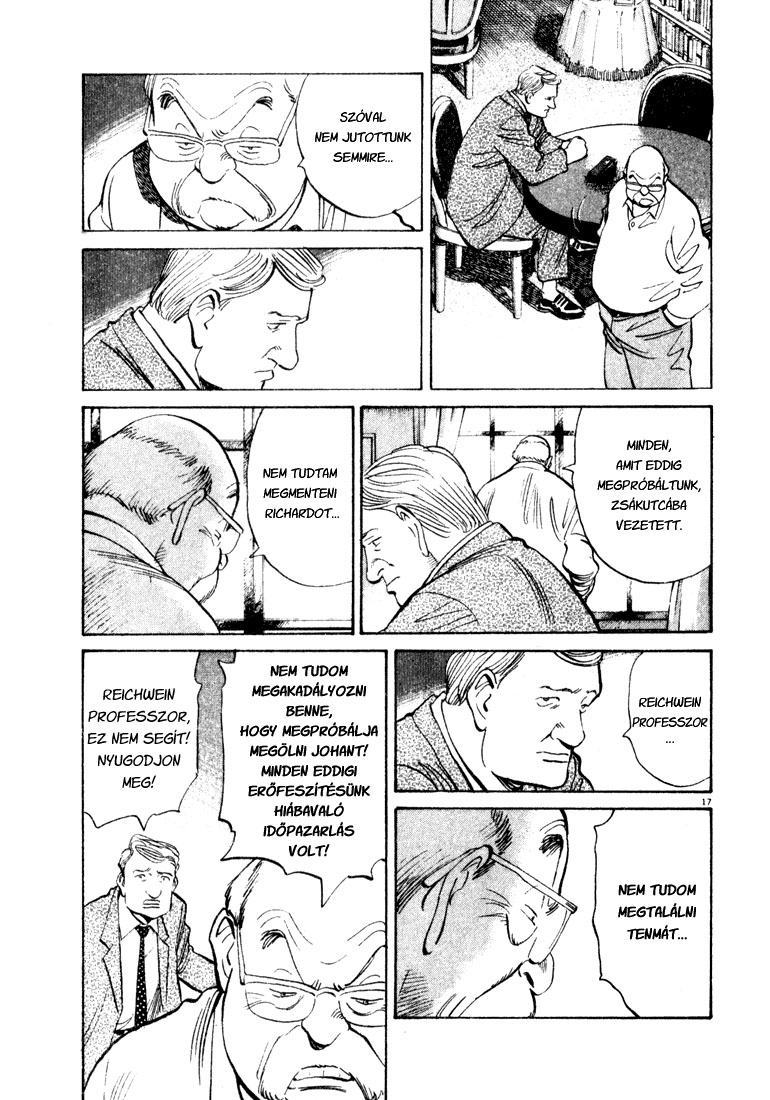 SZÓVAL
NEM JUTOTTUNK
SEMMIRE...
MINDEN,
AMIT EDDIG
MEGPRÓBÁLTUNK,
ZSÁKUTCÁBA
VEZETETT.
NEM TUDTAM
MEGMENTENI
RICHARDOT...
REICHWEIN
PROFESSZOR
...
17
NEM TUDOM
MEGTALÁLNI
TENMÁT...
NEM TUDOM
MEGAKADÁLYOZNI
BENNE,
HOGY MEGPRÓBÁLJA
MEGÖLNI JOHANT!
MINDEN EDDIGI
ERŐFESZÍTÉSÜNK
HIÁBAVALÓ
IDŐPAZARLÁS
VOLT!
REICHWEIN
PROFESSZOR,
EZ NEM SEGÍT!
NYUGODJON
MEG!